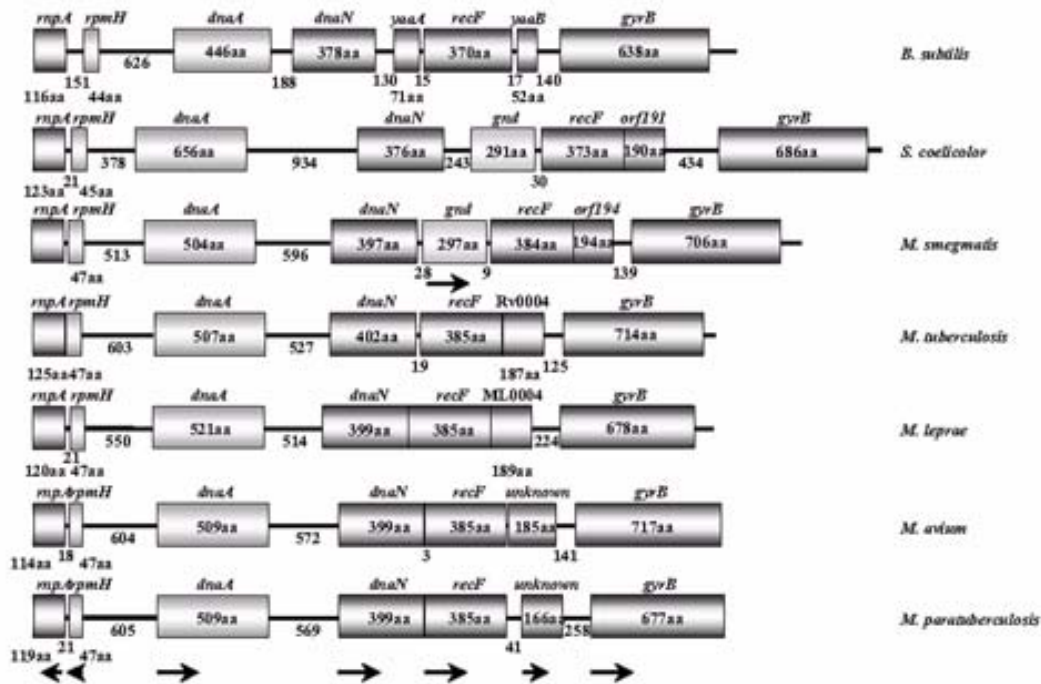 rnpA rpmH dnaA dnaN yaaA recF yaaB gyrB
446aa 378aa 370aa 638aa B. subtilis
151 626 188 130 15 17 140
116aa 44aa 71aa 52aa
rnpA rpmH dnaA dnaN gnd recF orf191 gyrB
656aa 376aa 291aa 373aa 190aa 686aa S. coelicolor
378 934 243 434
21 30
123aa 45aa
rnpA rpmH dnaA dnaN gnd recF orf194 gyrB
504aa 397aa 297aa 384aa 194aa 706aa M. smegmatis
513 596
47aa 28 9 139
rnpA rpmH dnaA dnaN recF Rv0004 gyrB
507aa 402aa 385aa 714aa M. tuberculosis
603 527
19 125
125aa 47aa 187aa
rnpA rpmH dnaA dnaN recF ML0004 gyrB
521aa 399aa 385aa 678aa M. leprae
550 514 224
21
120aa 47aa 189aa
rnpA rpmH dnaA dnaN recF unknown gyrB
509aa 399aa 385aa 185aa 717aa M. avium
604 572
18 3 141
114aa 47aa
rnpA rpmH dnaA dnaN recF unknown gyrB
509aa 399aa 385aa 166aa 677aa M. paratuberculosis
605 569 258
21 41
119aa 47aa